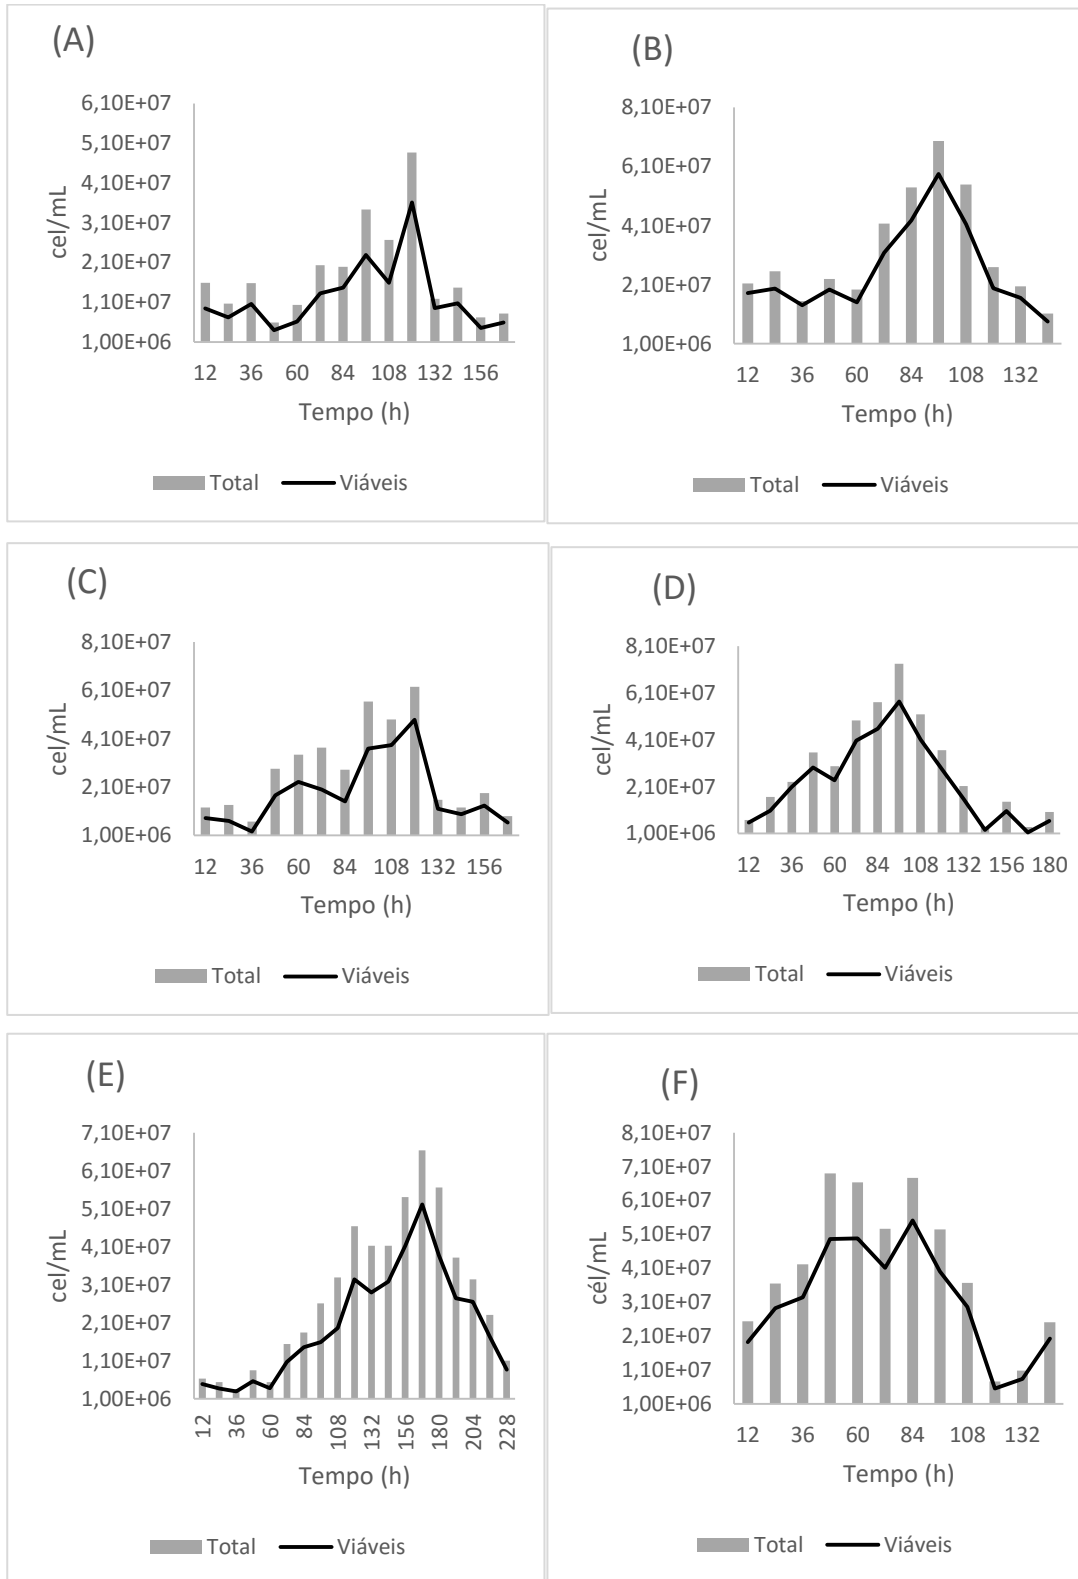 (A)
6,10E+07
5,10E+07
4,10E+07
3,10E+07
2,10E+07
1,10E+07
1,00E+06
cel/mL
12 36 60 84 108 132 156
Tempo (h)
Total Viáveis
(B)
8,10E+07
6,10E+07
4,10E+07
2,10E+07
1,00E+06
cel/mL
12 36 60 84 108 132
Tempo (h)
Total Viáveis
(C)
8,10E+07
6,10E+07
4,10E+07
2,10E+07
1,00E+06
cel/mL
12 36 60 84 108 132 156
Tempo (h)
Total Viáveis
(D)
8,10E+07
6,10E+07
4,10E+07
2,10E+07
1,00E+06
cel/mL
12 36 60 84 108 132 156 180
Tempo (h)
Total Viáveis
(E)
7,10E+07
6,10E+07
5,10E+07
4,10E+07
3,10E+07
2,10E+07
1,10E+07
1,00E+06
cel/mL
12 36 60 84 108 132 156 180 204 228
Tempo (h)
Total Viáveis
(F)
8,10E+07
7,10E+07
6,10E+07
5,10E+07
4,10E+07
3,10E+07
2,10E+07
1,10E+07
1,00E+06
cél/mL
12 36 60 84 108 132
Tempo (h)
Total Viáveis